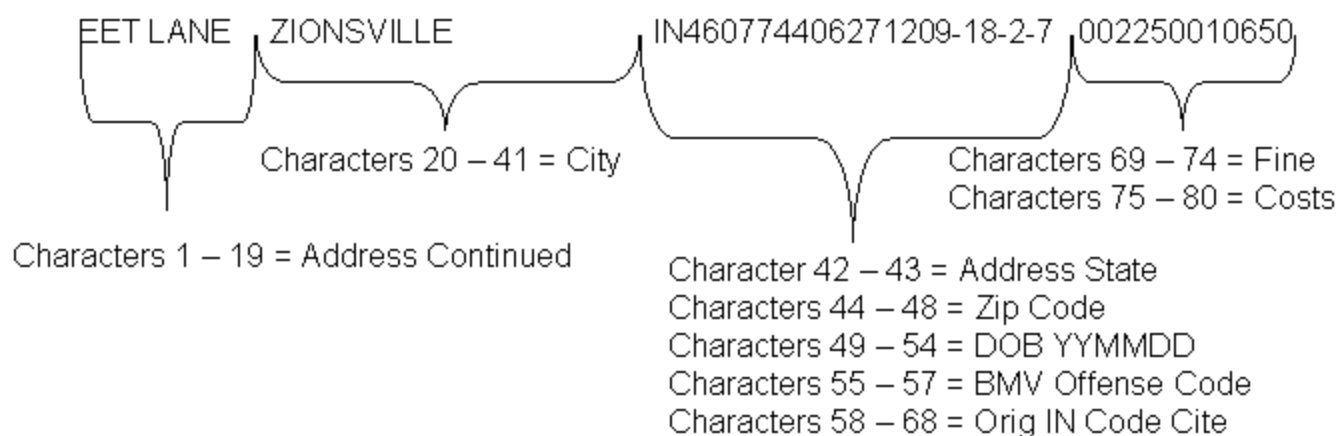 EET LANE ZIONSVILLE IN460774406271209-18-2-7 002250010650
Characters 20 – 41 = City
Characters 69 – 74 = Fine
Characters 75 – 80 = Costs
Characters 1 – 19 = Address Continued
Character 42 – 43 = Address State
Characters 44 – 48 = Zip Code
Characters 49 – 54 = DOB YYMMDD
Characters 55 – 57 = BMV Offense Code
Characters 58 – 68 = Orig IN Code Cite